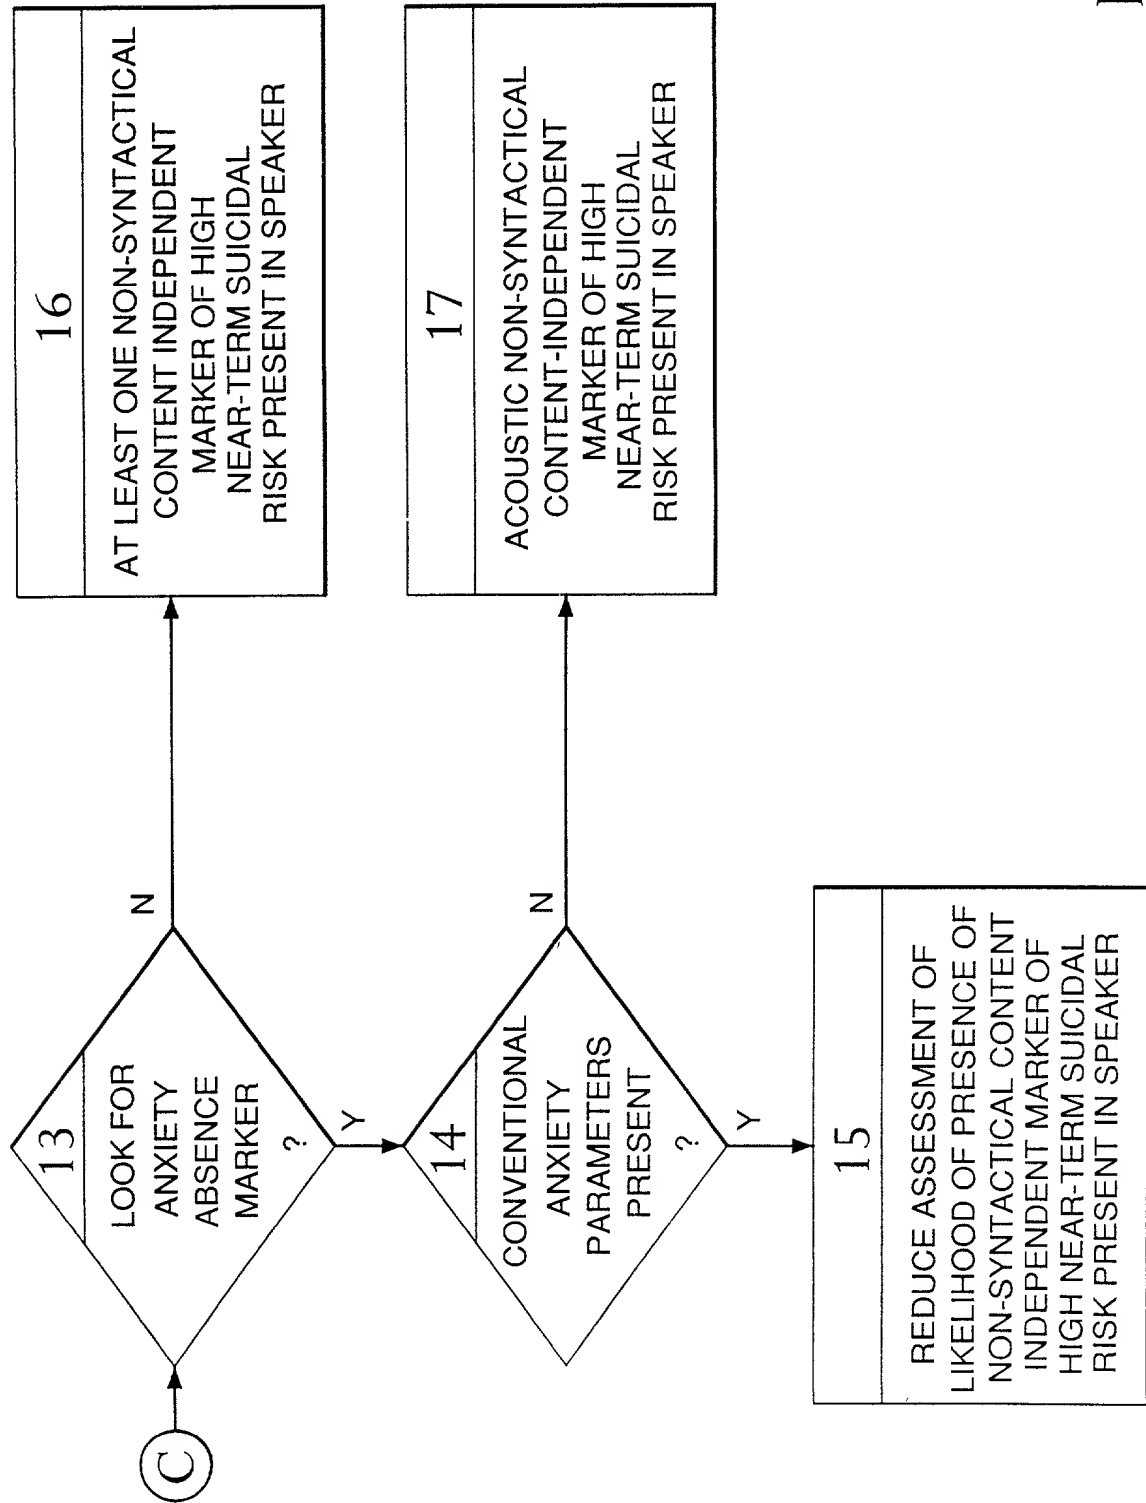 C
13
LOOK FOR
ANXIETY
ABSENCE
MARKER
?
N
Y
16
AT LEAST ONE NON-SYNTACTICAL
CONTENT INDEPENDENT
MARKER OF HIGH
NEAR-TERM SUICIDAL
RISK PRESENT IN SPEAKER
14
CONVENTIONAL
ANXIETY
PARAMETERS
PRESENT
?
N
Y
17
ACOUSTIC NON-SYNTACTICAL
CONTENT-INDEPENDENT
MARKER OF HIGH
NEAR-TERM SUICIDAL
RISK PRESENT IN SPEAKER
15
REDUCE ASSESSMENT OF
LIKELIHOOD OF PRESENCE OF
NON-SYNTACTICAL CONTENT
INDEPENDENT MARKER OF
HIGH NEAR-TERM SUICIDAL
RISK PRESENT IN SPEAKER